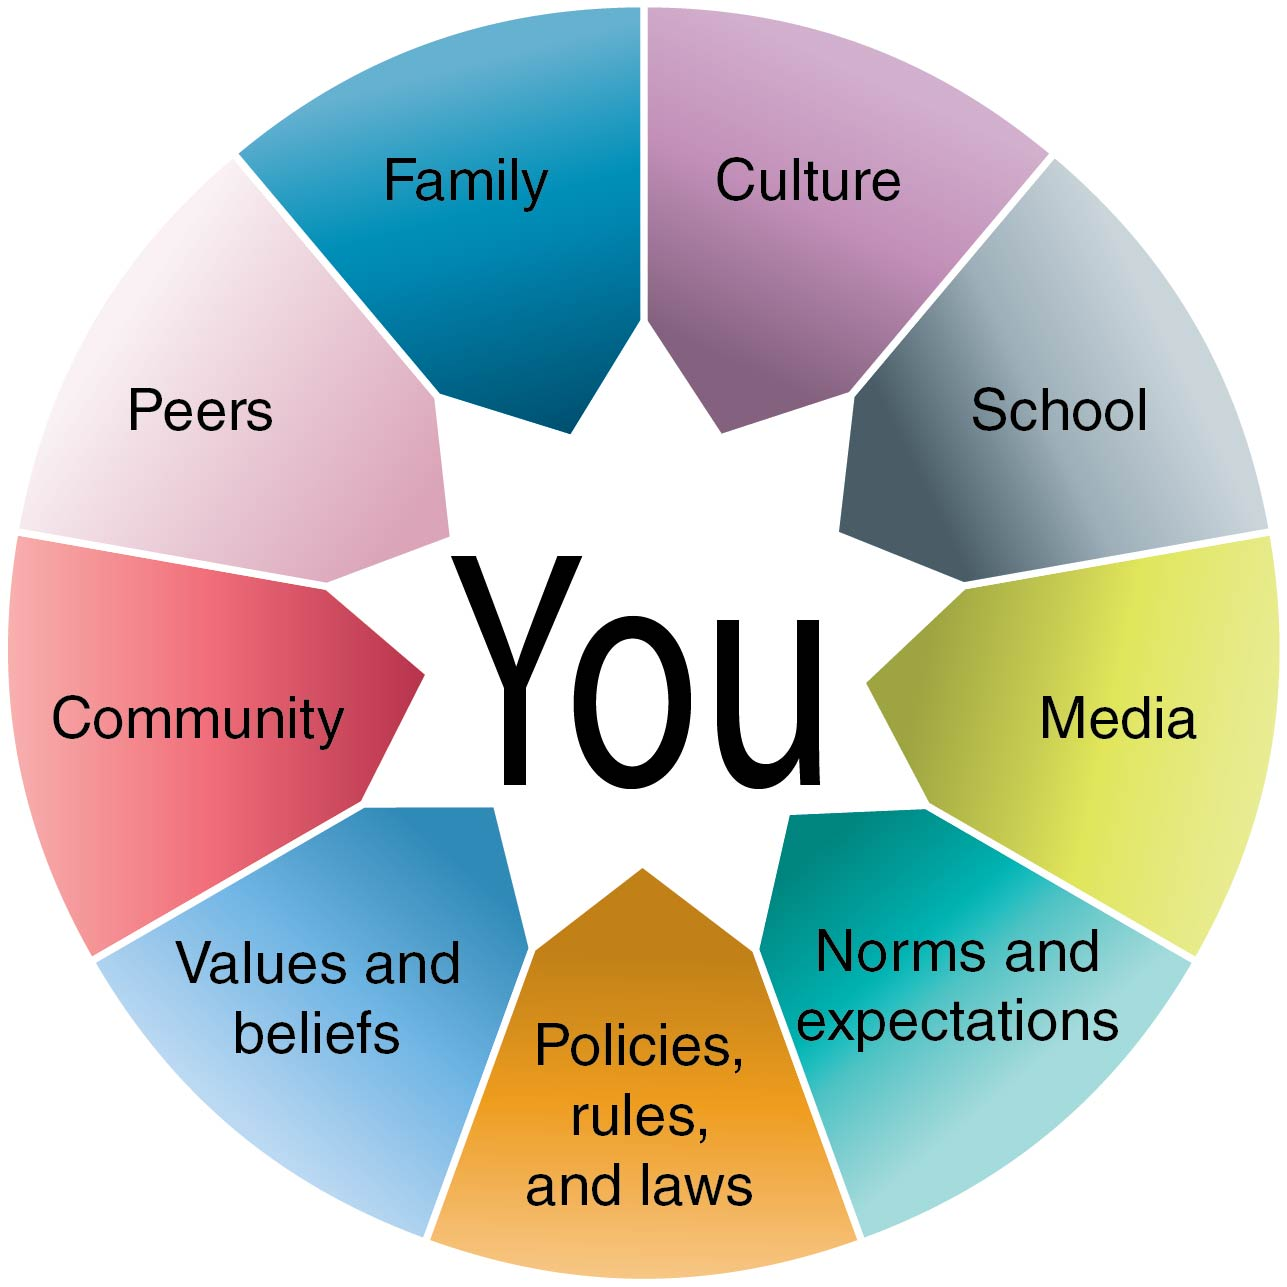 Family
Culture
Peers
School
You
Community
Media
Values and
beliefs
Norms and
expectations
Policies,
rules,
and laws